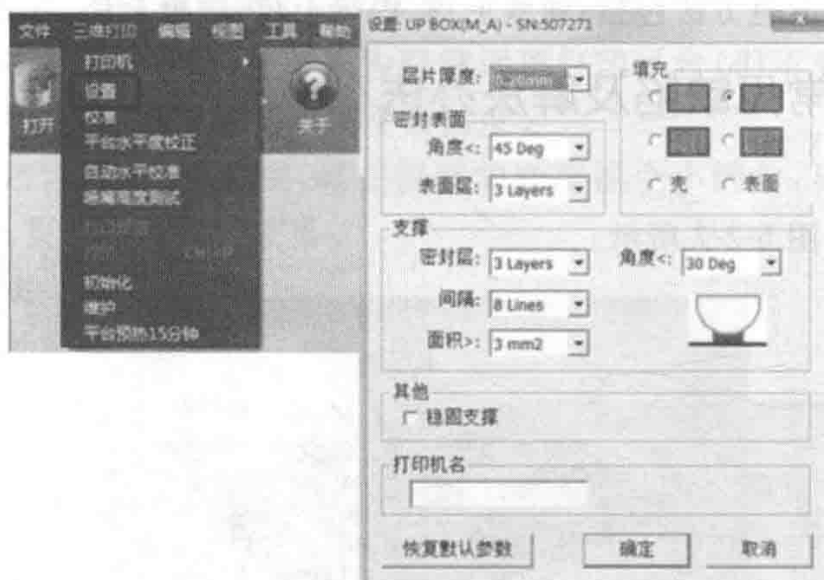 文件 三维打印 编辑 视图 工具 帮助
打开
打印机
设置
校准
平台水平度校正
自动水平校准
喷嘴高度测试
初始化
维护
平台预热15分钟
关于
设置: UP BOX(M_A) - SN:507271
层片厚度:
填充
密封表面
角度<: 45 Deg
表面层: 3 Layers
壳 表面
支撑
密封层: 3 Layers 角度<: 30 Deg
间隔: 8 Lines
面积>: 3 mm2
其他
稳固支撑
打印机名
恢复默认参数 确定 取消